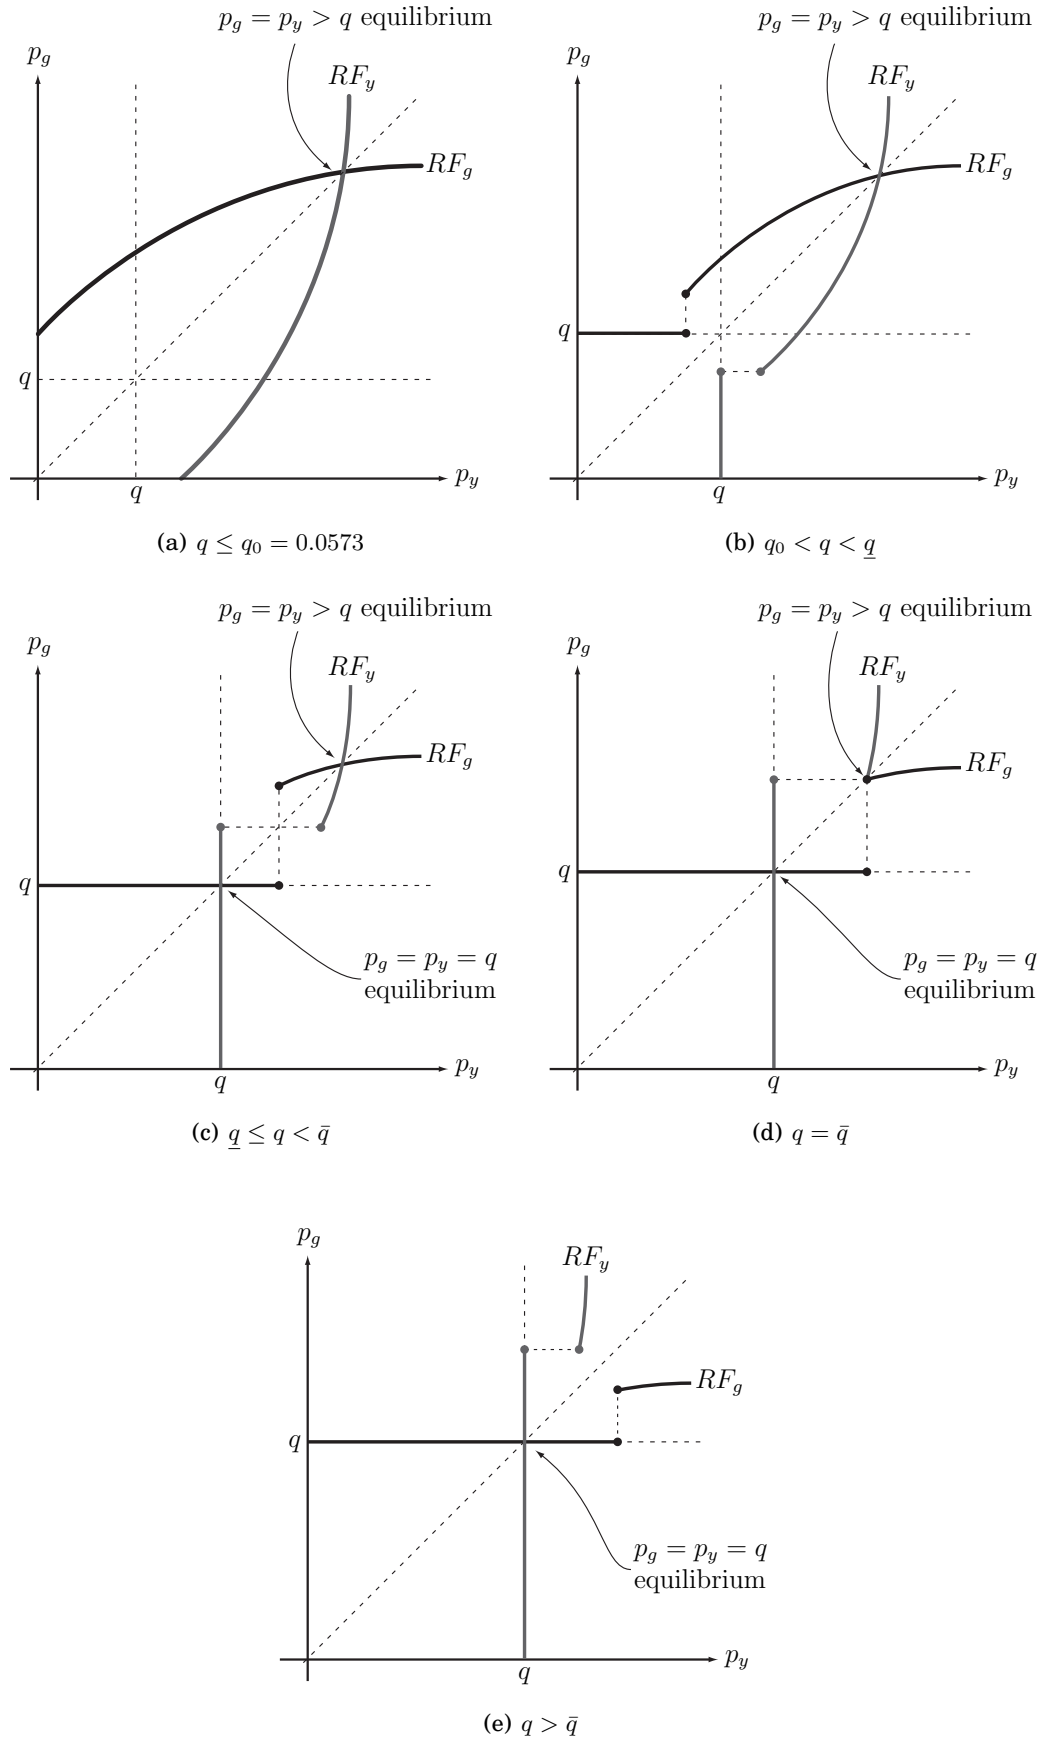 p_g = p_y > q equilibrium
p_g
RF_y
RF_g
q
q
p_y
(a) q ≤ q_0 = 0.0573
p_g = p_y > q equilibrium
p_g
RF_y
RF_g
q
q
p_y
(b) q_0 < q < q̲
p_g = p_y > q equilibrium
p_g
RF_y
RF_g
q
p_g = p_y = q
equilibrium
q
p_y
(c) q̲ ≤ q < q̄
p_g = p_y > q equilibrium
p_g
RF_y
RF_g
q
p_g = p_y = q
equilibrium
q
p_y
(d) q = q̄
p_g
RF_y
RF_g
q
p_g = p_y = q
equilibrium
q
p_y
(e) q > q̄